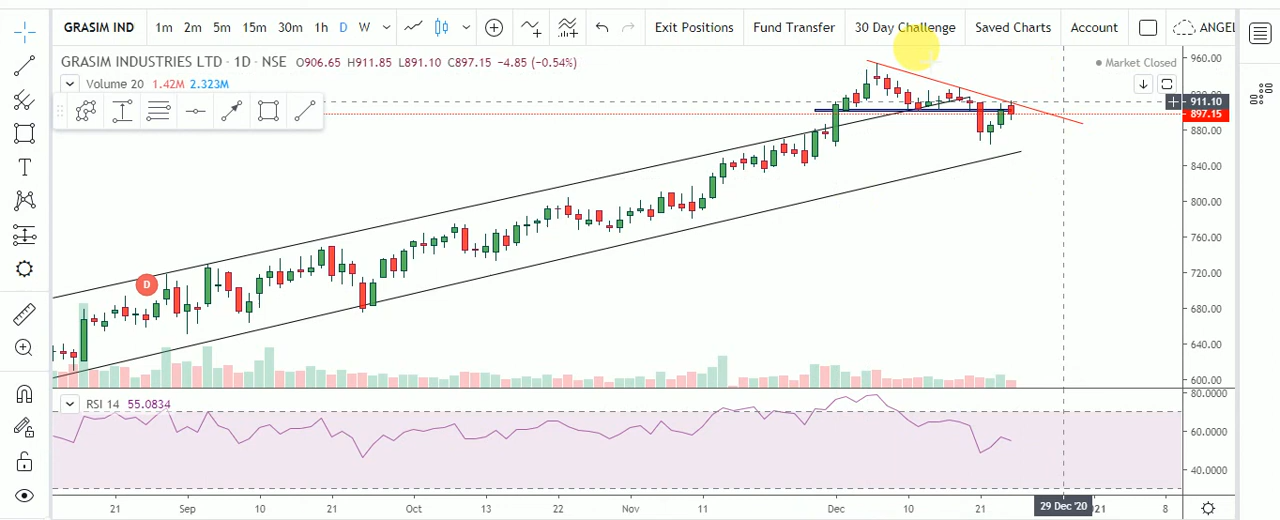 GRASIM IND 1m 2m 5m 15m 30m 1h D W Exit Positions Fund Transfer 30 Day Challenge Saved Charts Account ANGEL
GRASIM INDUSTRIES LTD · 1D · NSE O906.65 H911.85 L891.10 C897.15 -4.85 (-0.54%) Market Closed
Volume 20 1.42M 2.323M
T
D
960.00
911.10
897.15
880.00
840.00
800.00
760.00
720.00
680.00
640.00
600.00
RSI 14 55.0834
80.0000
60.0000
40.0000
21 Sep 10 21 Oct 13 22 Nov 11 Dec 10 21 29 Dec '20 8